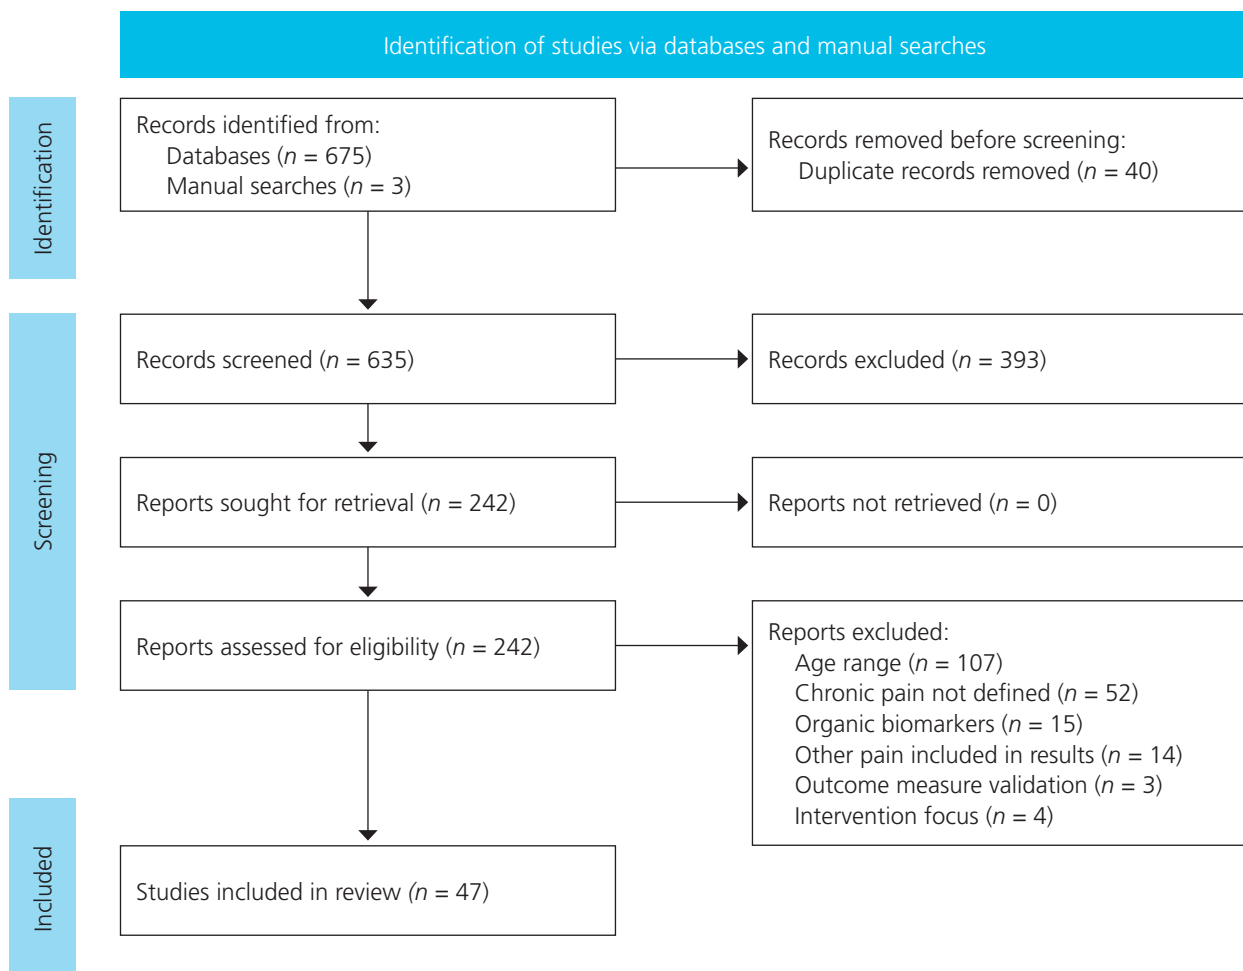 Identification of studies via databases and manual searches
Identification
Records identified from:
Databases (n = 675)
Manual searches (n = 3)
Records removed before screening:
Duplicate records removed (n = 40)
Screening
Records screened (n = 635)
Records excluded (n = 393)
Reports sought for retrieval (n = 242)
Reports not retrieved (n = 0)
Reports assessed for eligibility (n = 242)
Reports excluded:
Age range (n = 107)
Chronic pain not defined (n = 52)
Organic biomarkers (n = 15)
Other pain included in results (n = 14)
Outcome measure validation (n = 3)
Intervention focus (n = 4)
Included
Studies included in review (n = 47)